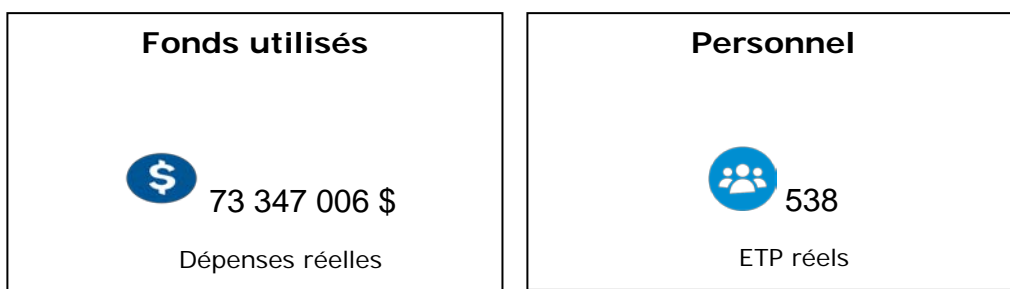 Fonds utilisés
$ 73 347 006 $
Dépenses réelles
Personnel
538
ETP réels